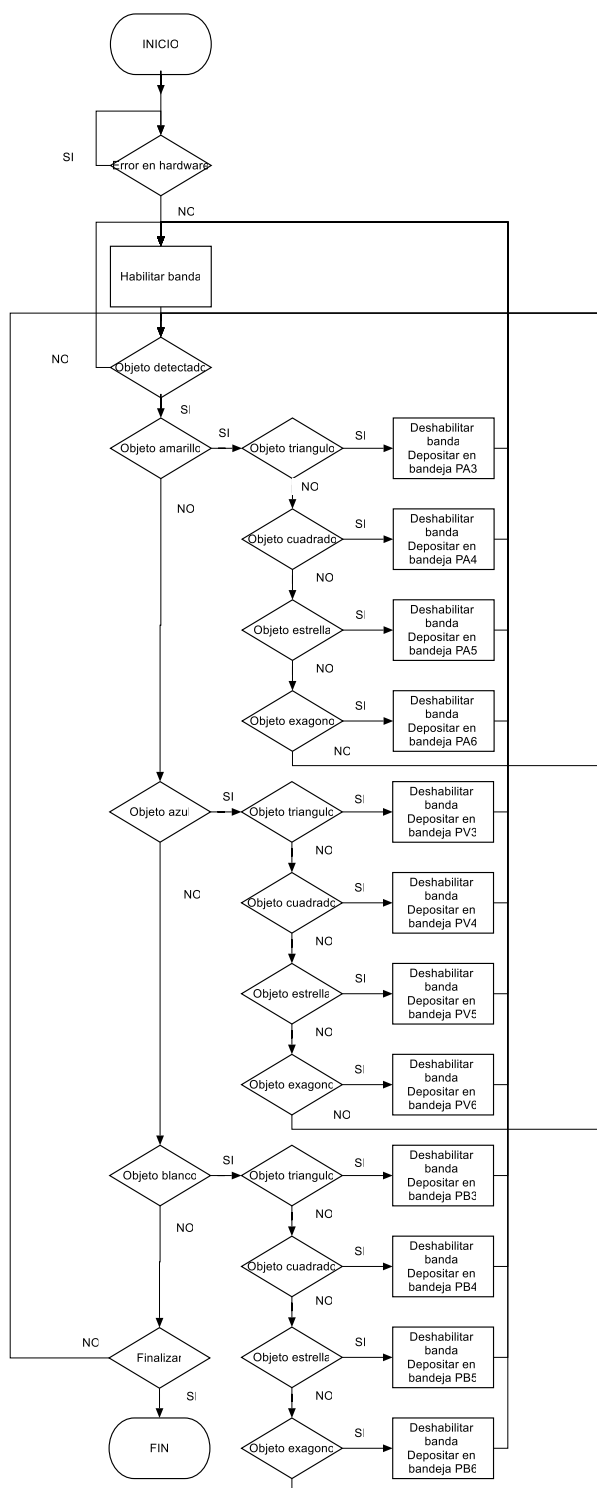 INICIO
SI
Error en hardware
NO
Habilitar banda
NO
Objeto detectado
SI
Objeto amarillo
SI
Objeto triangulo
SI
Deshabilitar
banda
Depositar en
bandeja PA3
NO
NO
Objeto cuadrado
SI
Deshabilitar
banda
Depositar en
bandeja PA4
NO
Objeto estrella
SI
Deshabilitar
banda
Depositar en
bandeja PA5
NO
Objeto exagono
SI
Deshabilitar
banda
Depositar en
bandeja PA6
NO
Objeto azul
SI
Objeto triangulo
SI
Deshabilitar
banda
Depositar en
bandeja PV3
NO
NO
Objeto cuadrado
SI
Deshabilitar
banda
Depositar en
bandeja PV4
NO
Objeto estrella
SI
Deshabilitar
banda
Depositar en
bandeja PV5
NO
Objeto exagono
SI
Deshabilitar
banda
Depositar en
bandeja PV6
NO
Objeto blanco
SI
Objeto triangulo
SI
Deshabilitar
banda
Depositar en
bandeja PB3
NO
NO
Objeto cuadrado
SI
Deshabilitar
banda
Depositar en
bandeja PB4
NO
NO
Finalizar
SI
Objeto estrella
SI
Deshabilitar
banda
Depositar en
bandeja PB5
NO
FIN
Objeto exagono
SI
Deshabilitar
banda
Depositar en
bandeja PB6